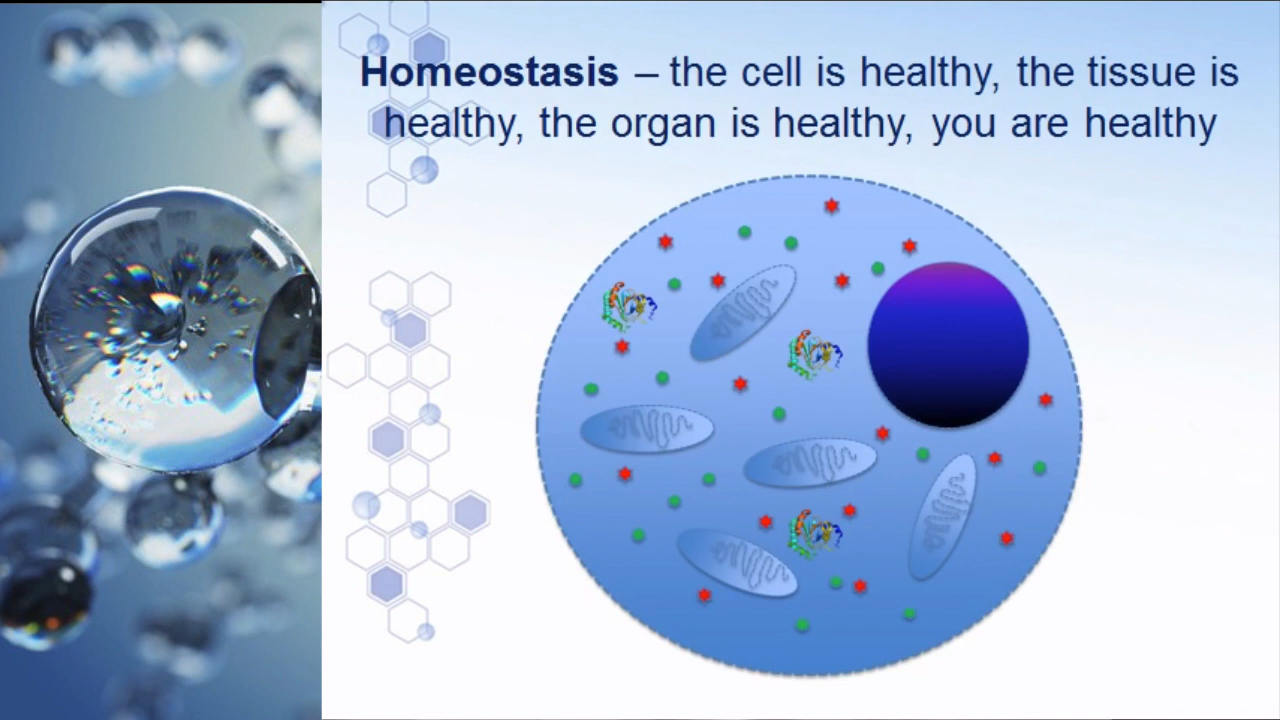 Homeostasis – the cell is healthy, the tissue is
healthy, the organ is healthy, you are healthy